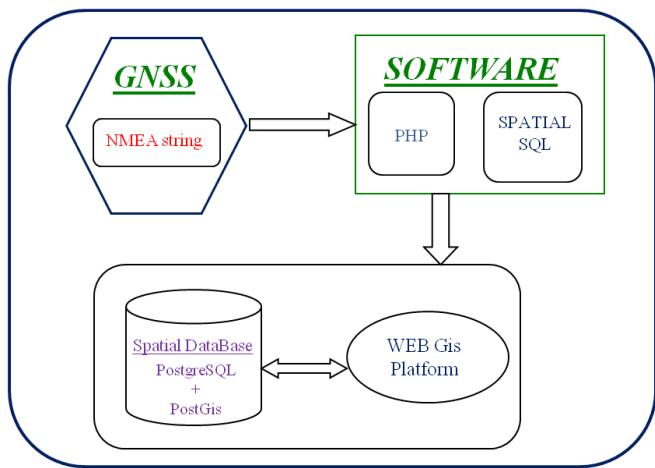 GNSS
NMEA string
SOFTWARE
PHP
SPATIAL
SQL
Spatial DataBase
PostgreSQL
+
PostGis
WEB Gis
Platform